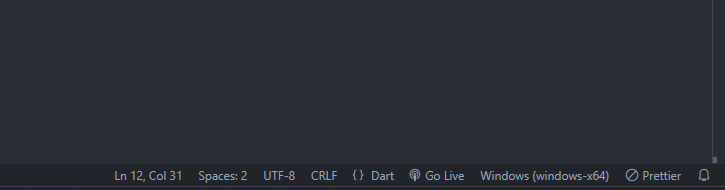 Ln 12, Col 31 Spaces: 2 UTF-8 CRLF {} Dart Go Live Windows (windows-x64) Prettier